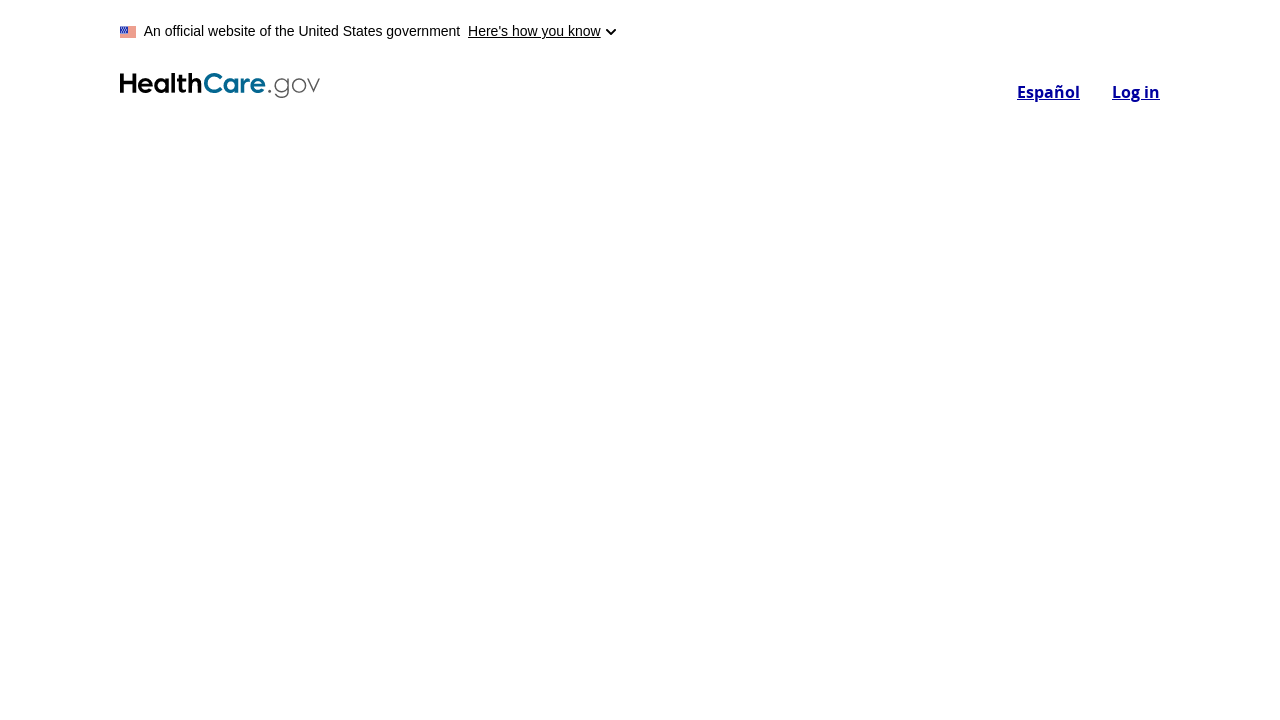 An official website of the United States government Here's how you know
HealthCare.gov
Español Log in